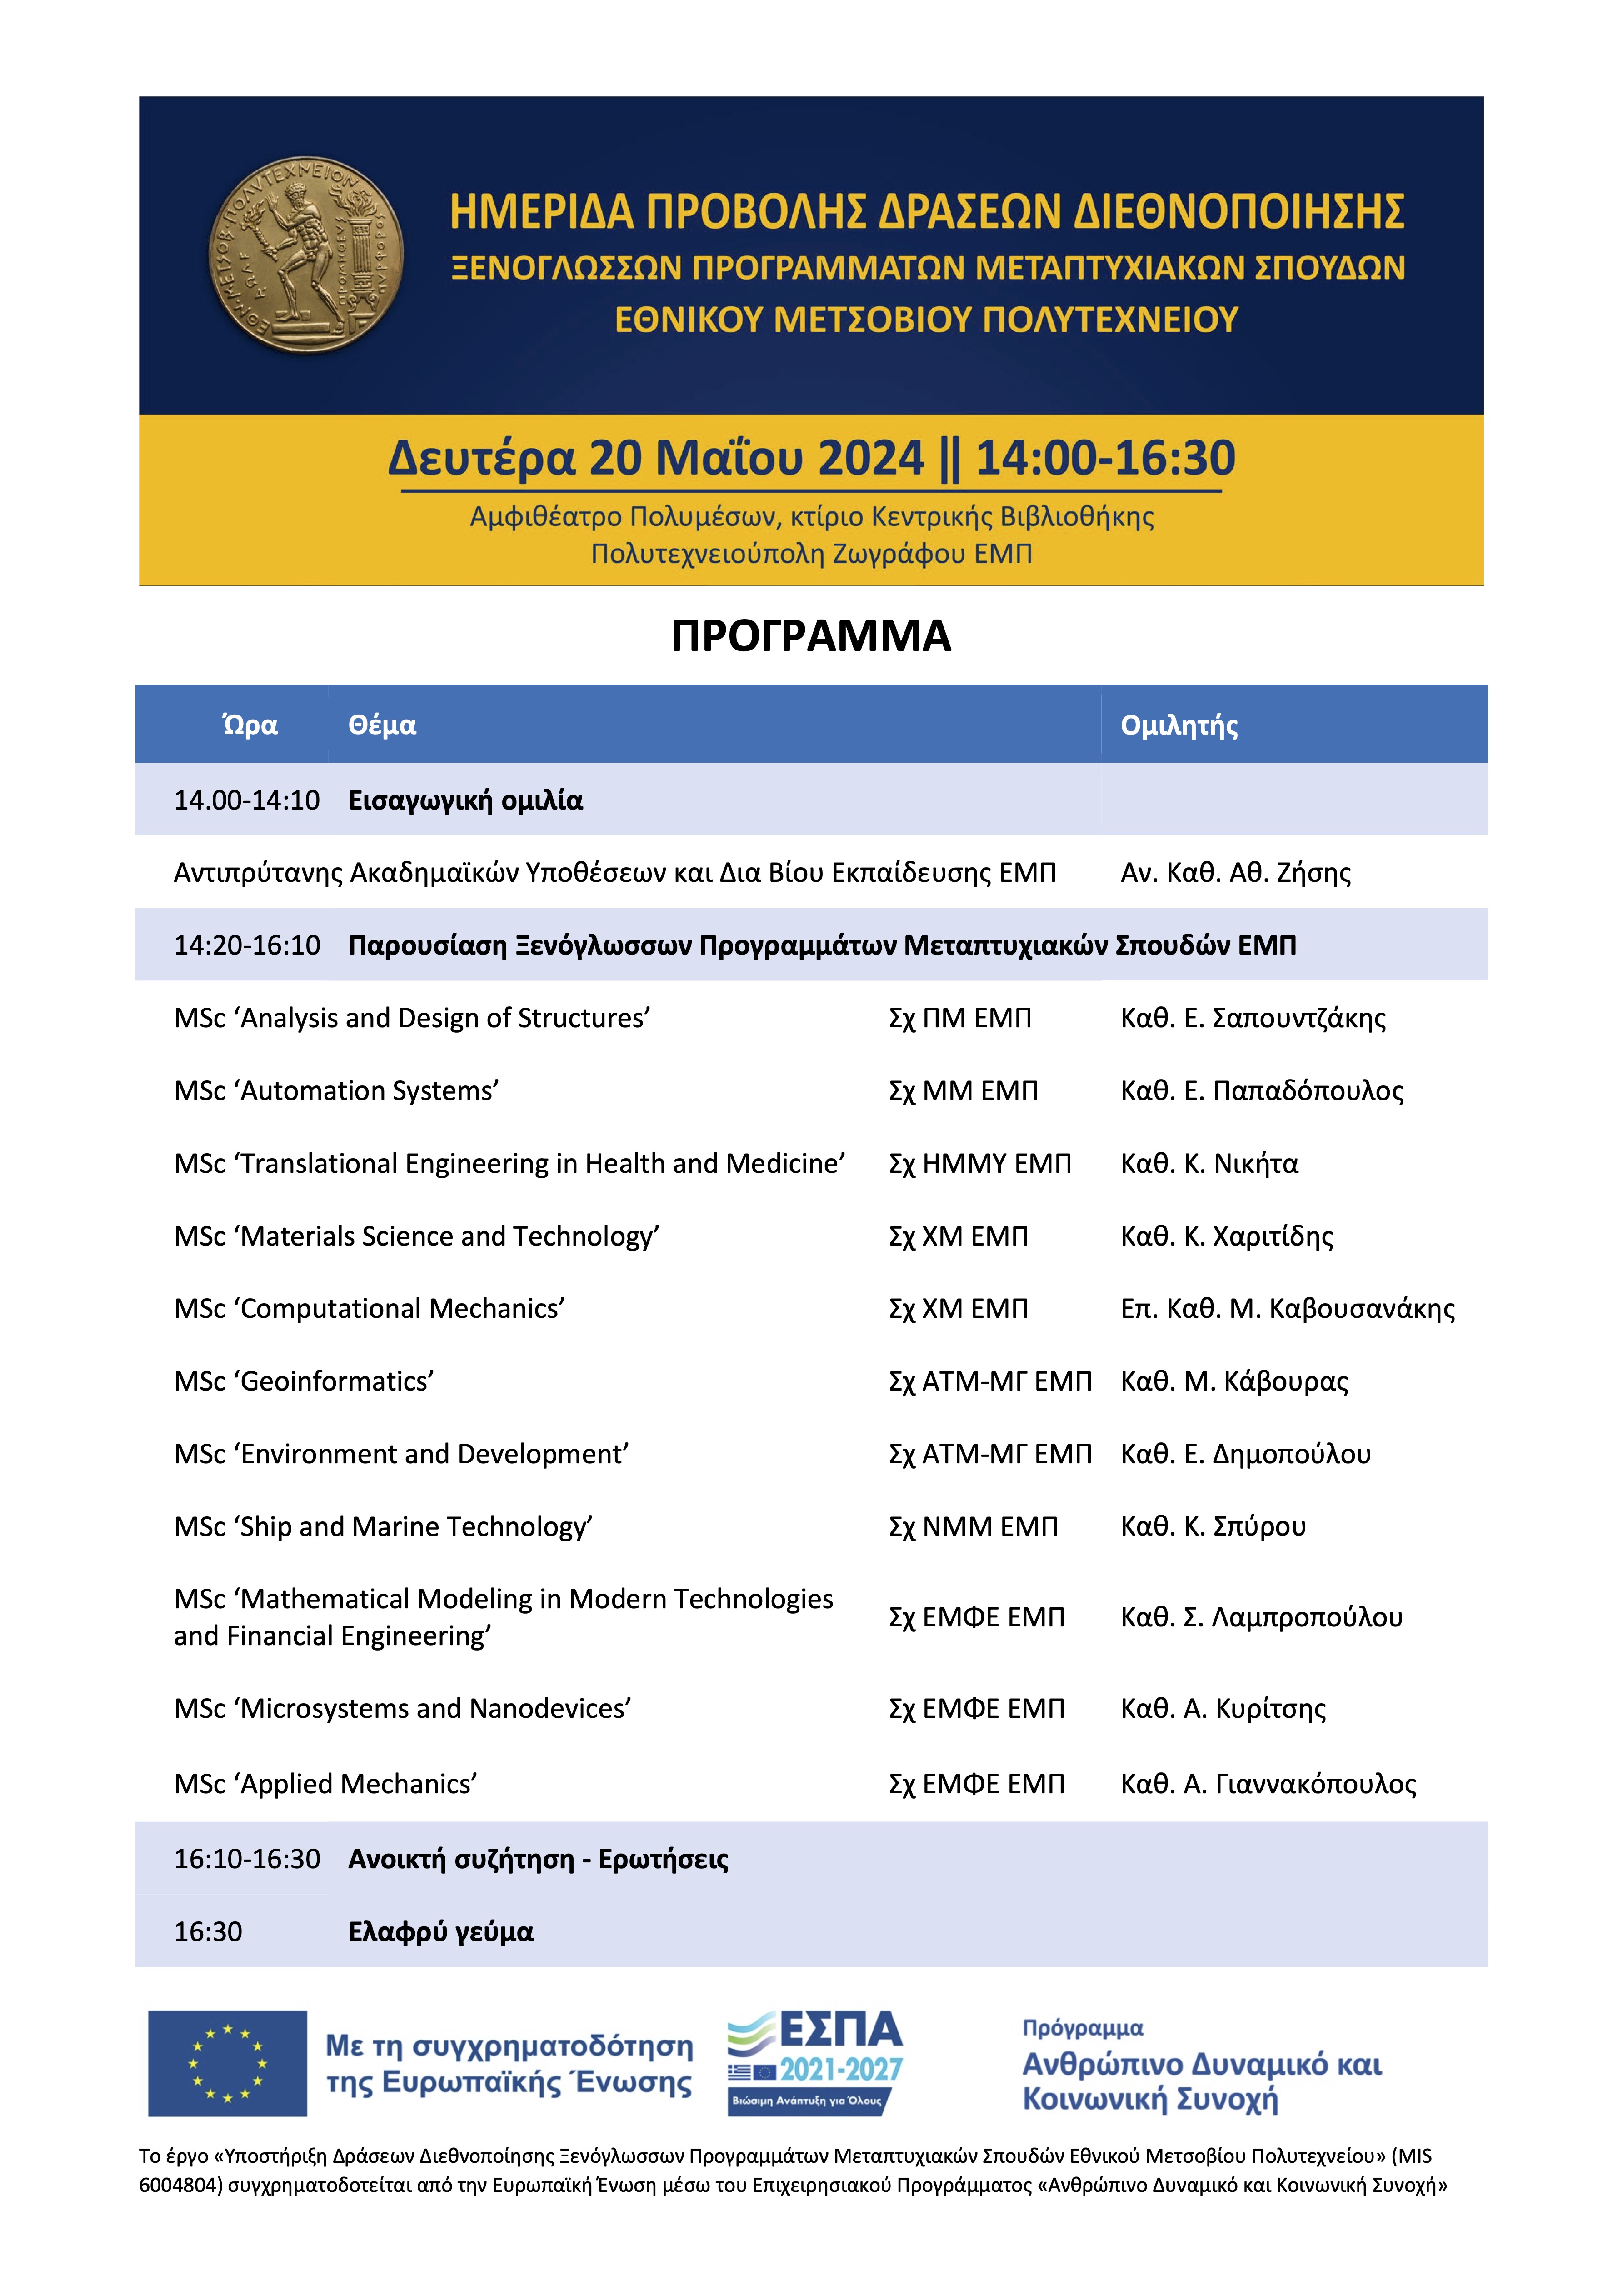 ΕΘΝ·ΜΕΤΣΟΒ·ΠΟΛΥΤΕΧΝΕΙΟΝ
ΠΡΟΜΗΘΕΥΣ
ΠΥΡΦΟΡΟΣ
ΗΜΕΡΙΔΑ ΠΡΟΒΟΛΗΣ ΔΡΑΣΕΩΝ ΔΙΕΘΝΟΠΟΙΗΣΗΣ
ΞΕΝΟΓΛΩΣΣΩΝ ΠΡΟΓΡΑΜΜΑΤΩΝ ΜΕΤΑΠΤΥΧΙΑΚΩΝ ΣΠΟΥΔΩΝ
ΕΘΝΙΚΟΥ ΜΕΤΣΟΒΙΟΥ ΠΟΛΥΤΕΧΝΕΙΟΥ
Δευτέρα 20 Μαΐου 2024 || 14:00-16:30
Αμφιθέατρο Πολυμέσων, κτίριο Κεντρικής Βιβλιοθήκης
Πολυτεχνειούπολη Ζωγράφου ΕΜΠ
ΠΡΟΓΡΑΜΜΑ
Ώρα Θέμα Ομιλητής
14.00-14:10 Εισαγωγική ομιλία
Αντιπρύτανης Ακαδημαϊκών Υποθέσεων και Δια Βίου Εκπαίδευσης ΕΜΠ Αν. Καθ. Αθ. Ζήσης
14:20-16:10 Παρουσίαση Ξενόγλωσσων Προγραμμάτων Μεταπτυχιακών Σπουδών ΕΜΠ
MSc ‘Analysis and Design of Structures’ Σχ ΠΜ ΕΜΠ Καθ. Ε. Σαπουντζάκης
MSc ‘Automation Systems’ Σχ ΜΜ ΕΜΠ Καθ. Ε. Παπαδόπουλος
MSc ‘Translational Engineering in Health and Medicine’ Σχ ΗΜΜΥ ΕΜΠ Καθ. Κ. Νικήτα
MSc ‘Materials Science and Technology’ Σχ ΧΜ ΕΜΠ Καθ. Κ. Χαριτίδης
MSc ‘Computational Mechanics’ Σχ ΧΜ ΕΜΠ Επ. Καθ. Μ. Καβουσανάκης
MSc ‘Geoinformatics’ Σχ ΑΤΜ-ΜΓ ΕΜΠ Καθ. Μ. Κάβουρας
MSc ‘Environment and Development’ Σχ ΑΤΜ-ΜΓ ΕΜΠ Καθ. Ε. Δημοπούλου
MSc ‘Ship and Marine Technology’ Σχ ΝΜΜ ΕΜΠ Καθ. Κ. Σπύρου
MSc ‘Mathematical Modeling in Modern Technologies
and Financial Engineering’ Σχ ΕΜΦΕ ΕΜΠ Καθ. Σ. Λαμπροπούλου
MSc ‘Microsystems and Nanodevices’ Σχ ΕΜΦΕ ΕΜΠ Καθ. Α. Κυρίτσης
MSc ‘Applied Mechanics’ Σχ ΕΜΦΕ ΕΜΠ Καθ. Α. Γιαννακόπουλος
16:10-16:30 Ανοικτή συζήτηση - Ερωτήσεις
16:30 Ελαφρύ γεύμα
Με τη συγχρηματοδότηση
της Ευρωπαϊκής Ένωσης
ΕΣΠΑ
2021-2027
Βιώσιμη Ανάπτυξη για Όλους
Πρόγραμμα
Ανθρώπινο Δυναμικό και
Κοινωνική Συνοχή
Το έργο «Υποστήριξη Δράσεων Διεθνοποίησης Ξενόγλωσσων Προγραμμάτων Μεταπτυχιακών Σπουδών Εθνικού Μετσοβίου Πολυτεχνείου» (MIS
6004804) συγχρηματοδοτείται από την Ευρωπαϊκή Ένωση μέσω του Επιχειρησιακού Προγράμματος «Ανθρώπινο Δυναμικό και Κοινωνική Συνοχή»